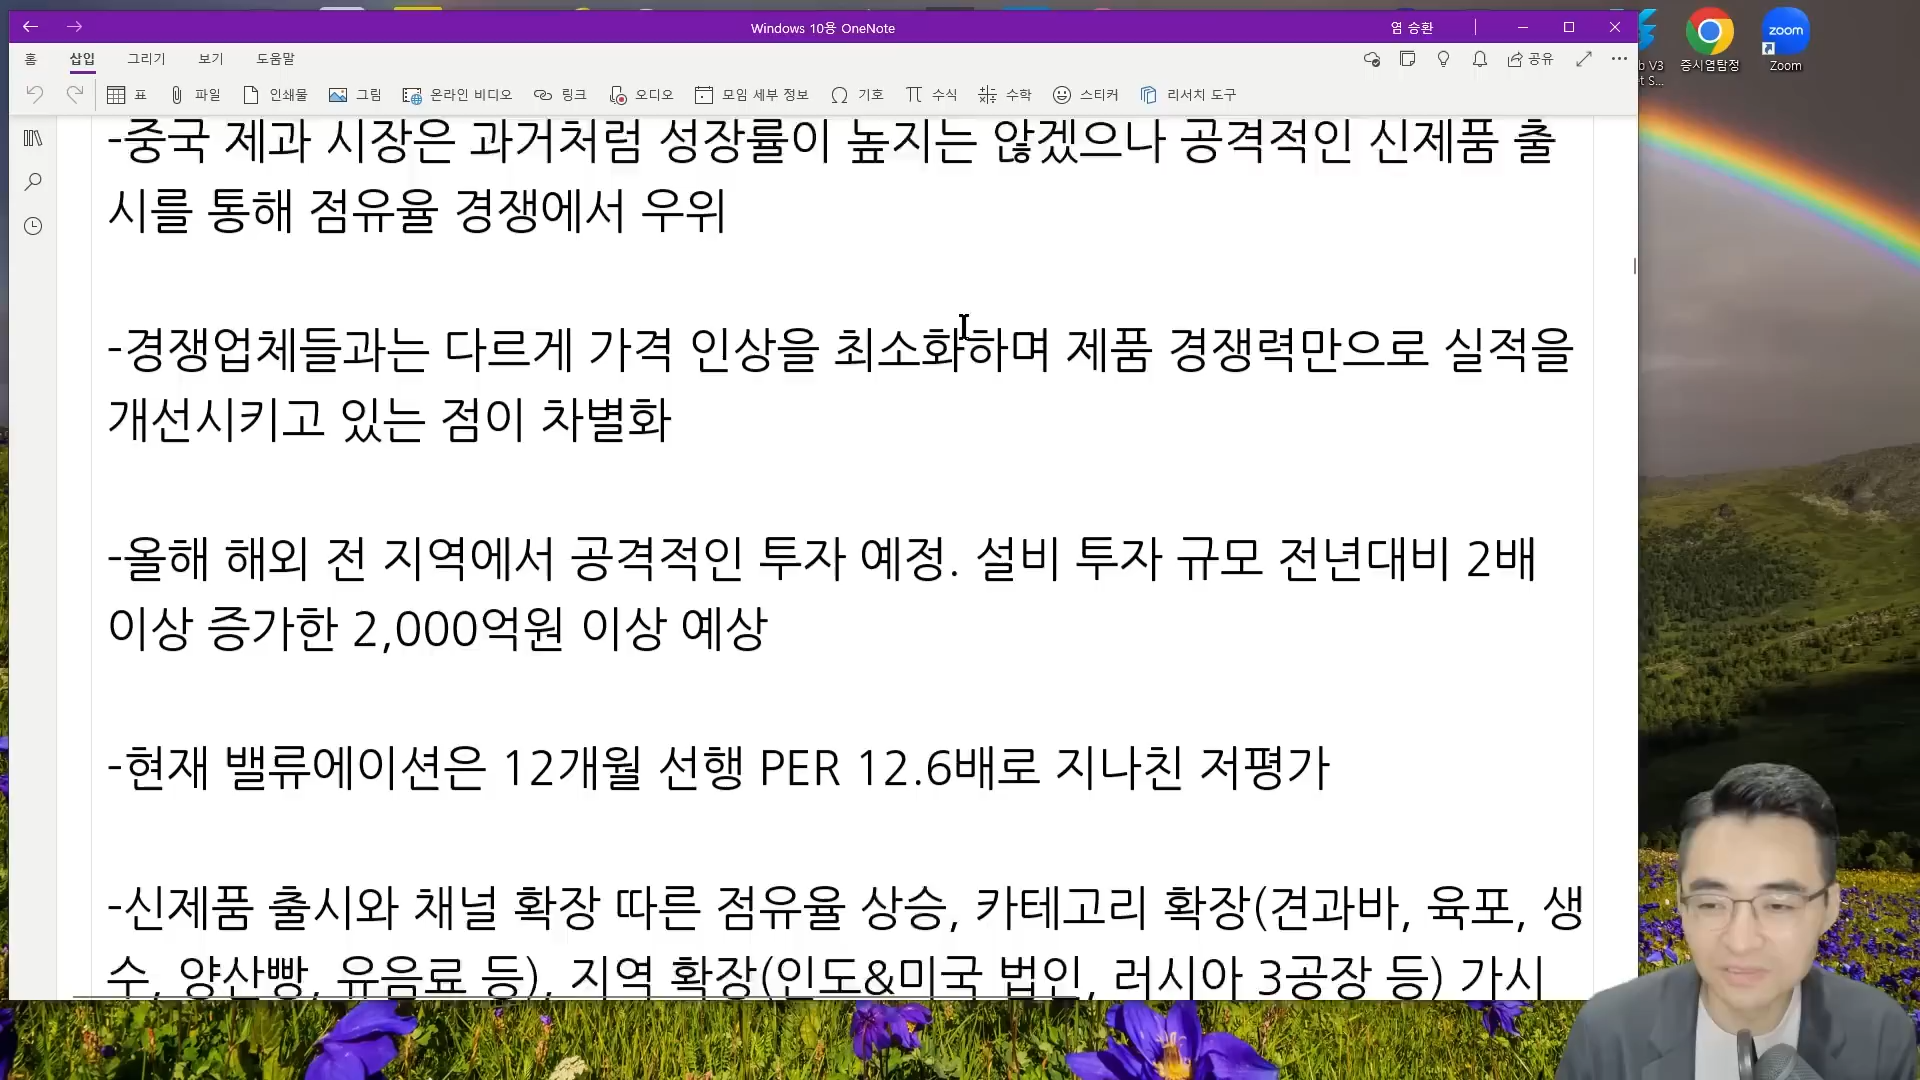 Windows 10용 OneNote
염 승환
홈 삽입 그리기 보기 도움말
공유
표 파일 인쇄물 그림 온라인 비디오 링크 오디오 모임 세부 정보 기호 수식 수학 스티커 리서치 도구
b V3
증시염탐정
zoom
Zoom
-중국 제과 시장은 과거처럼 성장률이 높지는 않겠으나 공격적인 신제품 출
시를 통해 점유율 경쟁에서 우위
-경쟁업체들과는 다르게 가격 인상을 최소화하며 제품 경쟁력만으로 실적을
개선시키고 있는 점이 차별화
-올해 해외 전 지역에서 공격적인 투자 예정. 설비 투자 규모 전년대비 2배
이상 증가한 2,000억원 이상 예상
-현재 밸류에이션은 12개월 선행 PER 12.6배로 지나친 저평가
-신제품 출시와 채널 확장 따른 점유율 상승, 카테고리 확장(견과바, 육포, 생
수, 양산빵, 유음료 등), 지역 확장(인도&미국 법인, 러시아 3공장 등) 가시